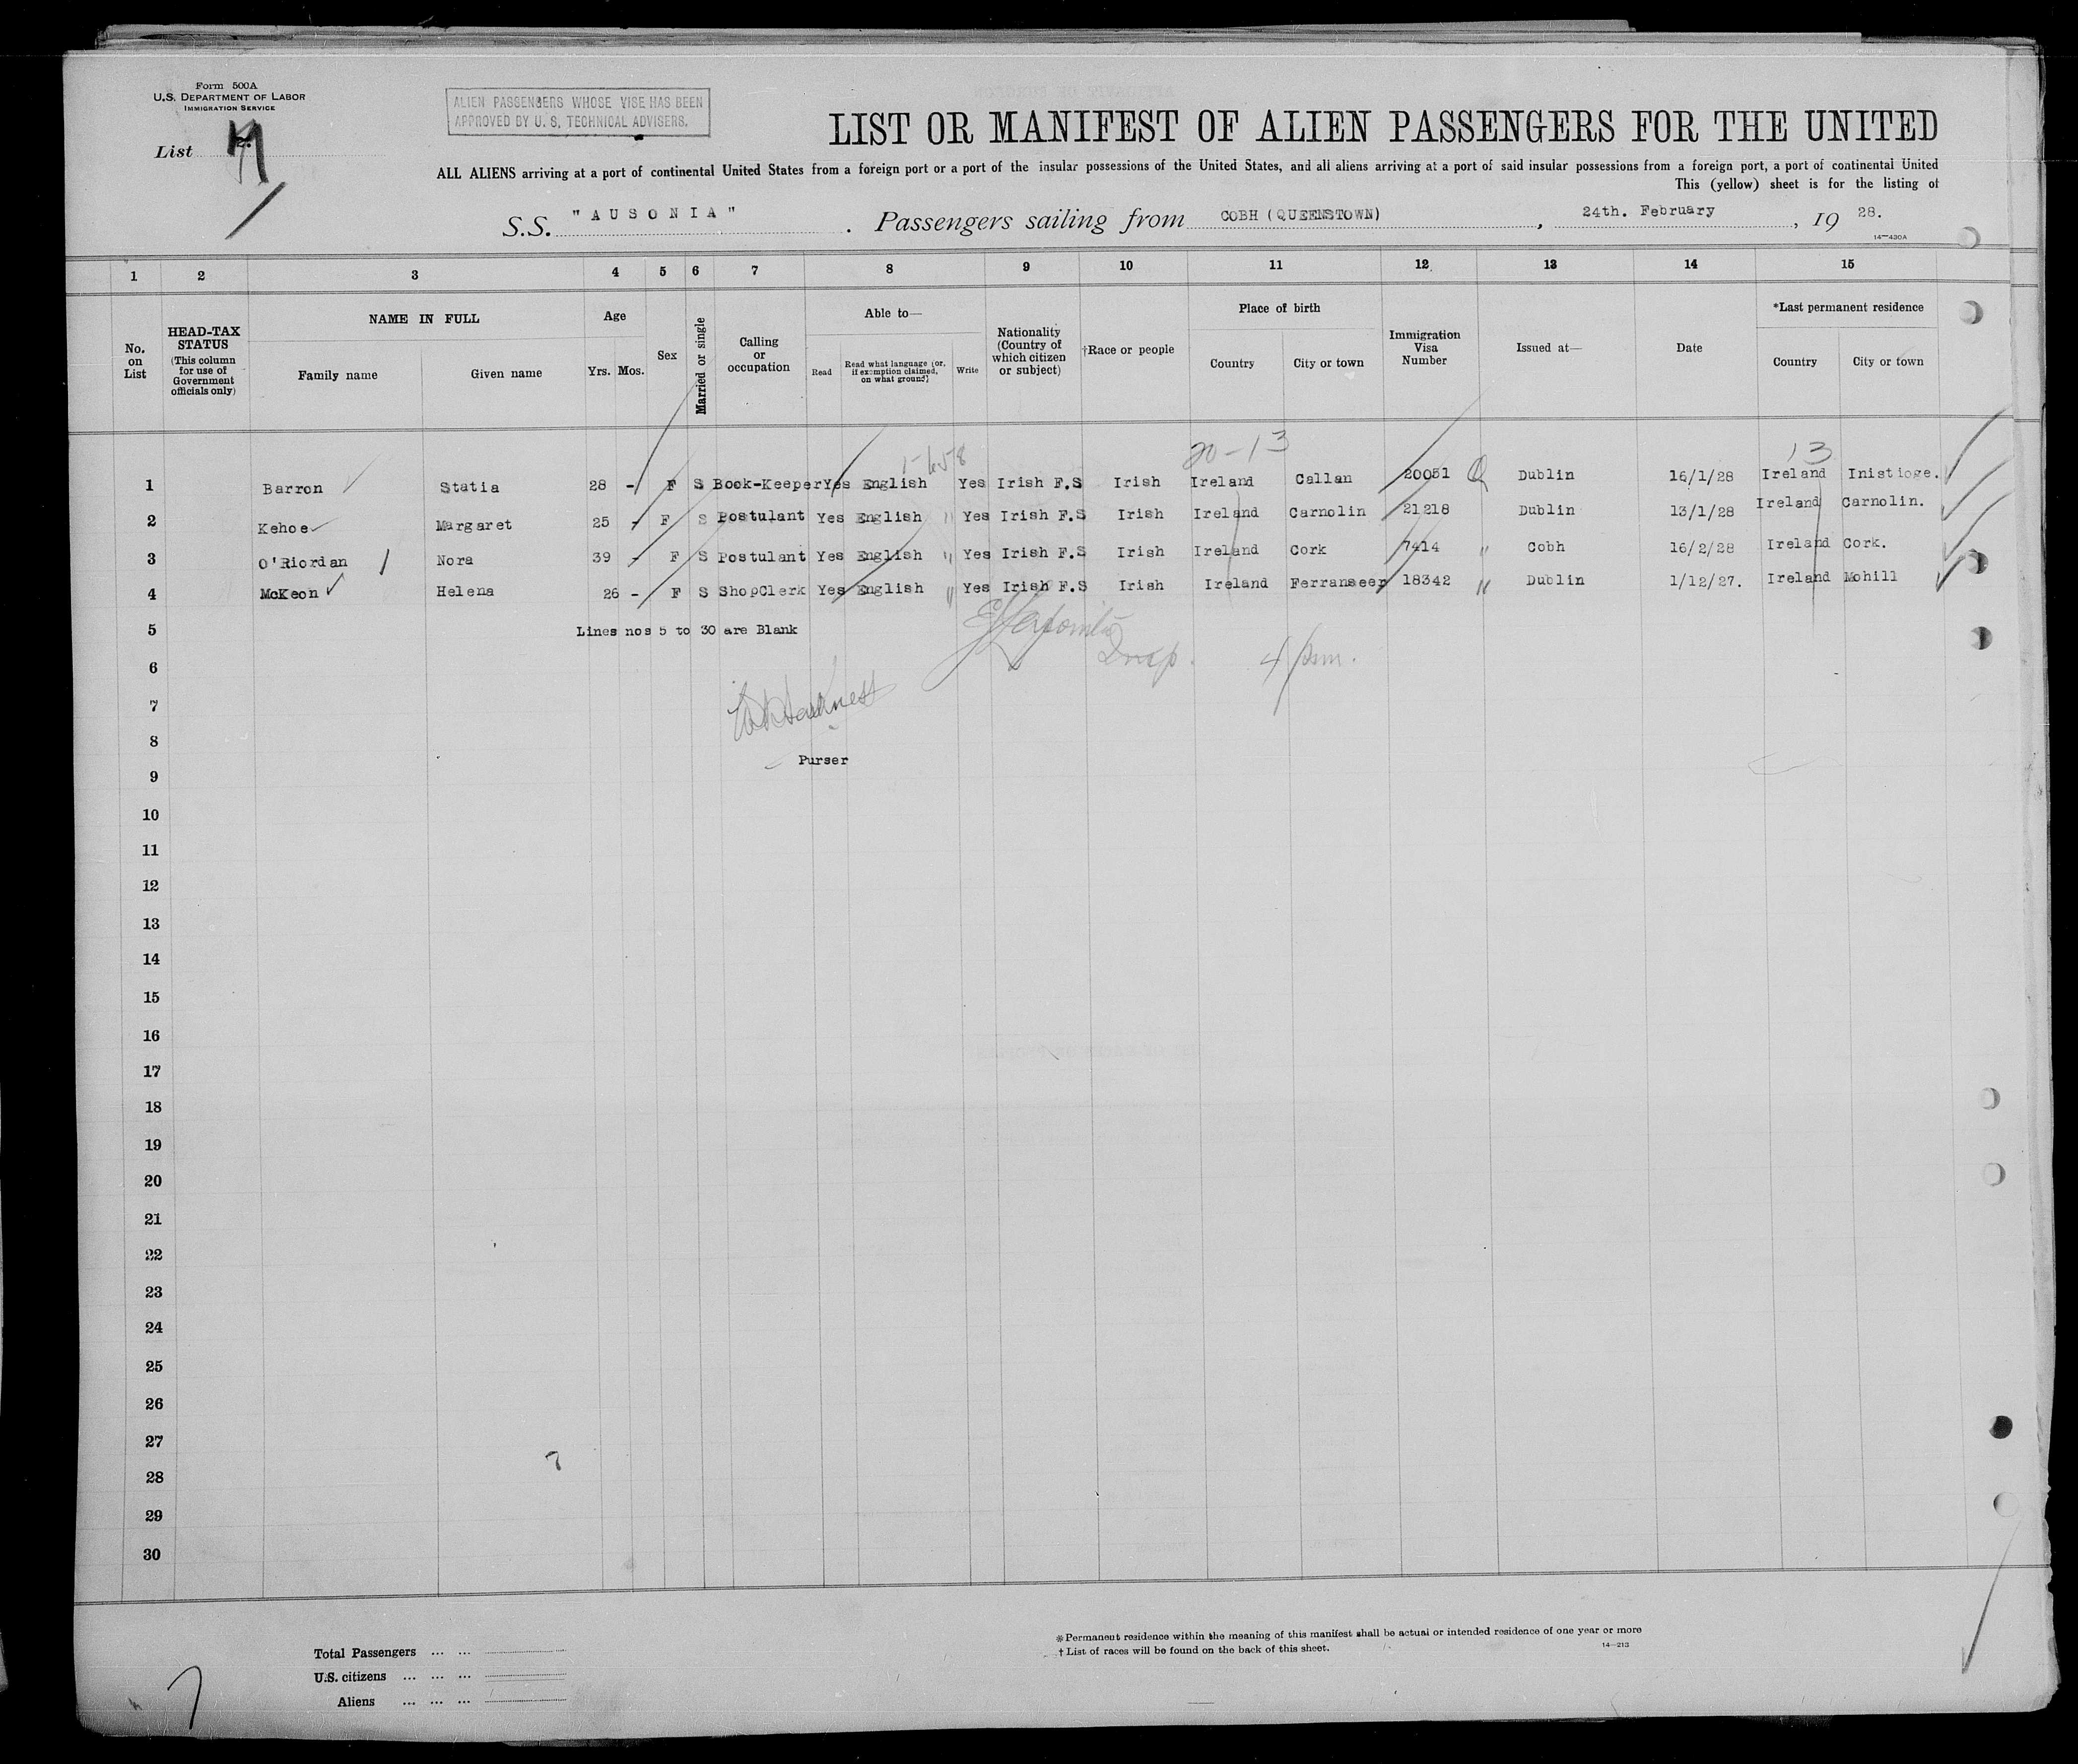 Form 500A
U.S. DEPARTMENT OF LABOR
IMMIGRATION SERVICE
List
ALIEN PASSENGERS WHOSE VISE HAS BEEN
APPROVED BY U. S. TECHNICAL ADVISERS.
LIST OR MANIFEST OF ALIEN PASSENGERS FOR THE UNITED
ALL ALIENS arriving at a port of continental United States from a foreign port or a port of the insular possessions of the United States, and all aliens arriving at a port of said insular possessions from a foreign port, a port of continental United
This (yellow) sheet is for the listing of
S.S. "AUSONIA". Passengers sailing from COBH (QUEENSTOWN), 24th. February, 19 28.
14—430A
1 2 3 4 5 6 7 8 9 10 11 12 13 14 15
No. on List
HEAD-TAX STATUS (This column for use of Government officials only)
NAME IN FULL
Family name Given name
Age
Yrs. Mos.
Sex
Married or single
Calling or occupation
Able to—
Read Read what language (or, if exemption claimed, on what ground) Write
Nationality (Country of which citizen or subject)
†Race or people
Place of birth
Country City or town
Immigration Visa Number
Issued at—
Date
*Last permanent residence
Country City or town
20-13 13
1 Barron Statia 28 - F S Book-Keeper Yes English Yes Irish F.S Irish Ireland Callan 20051 Dublin 16/1/28 Ireland Inistioge.
2 Kehoe Margaret 25 - F S Postulant Yes English " Yes Irish F.S Irish Ireland Carnolin 21218 Dublin 13/1/28 Ireland Carnolin.
3 O'Riordan Nora 39 - F S Postulant Yes English " Yes Irish F.S Irish Ireland Cork 7414 " Cobh 16/2/28 Ireland Cork.
4 McKeon Helena 26 - F S ShopClerk Yes English " Yes Irish F.S Irish Ireland Ferranseer 18342 " Dublin 1/12/27. Ireland Mohill
5 Lines nos 5 to 30 are Blank
6 Insp.
7
8
Purser
9
10
11
12
13
14
15
16
17
18
19
20
21
22
23
24
25
26
27
7
28
29
30
Total Passengers ... ...
U.S. citizens ... ... ...
Aliens ... ... ...
7
*Permanent residence within the meaning of this manifest shall be actual or intended residence of one year or more
†List of races will be found on the back of this sheet.
14—213